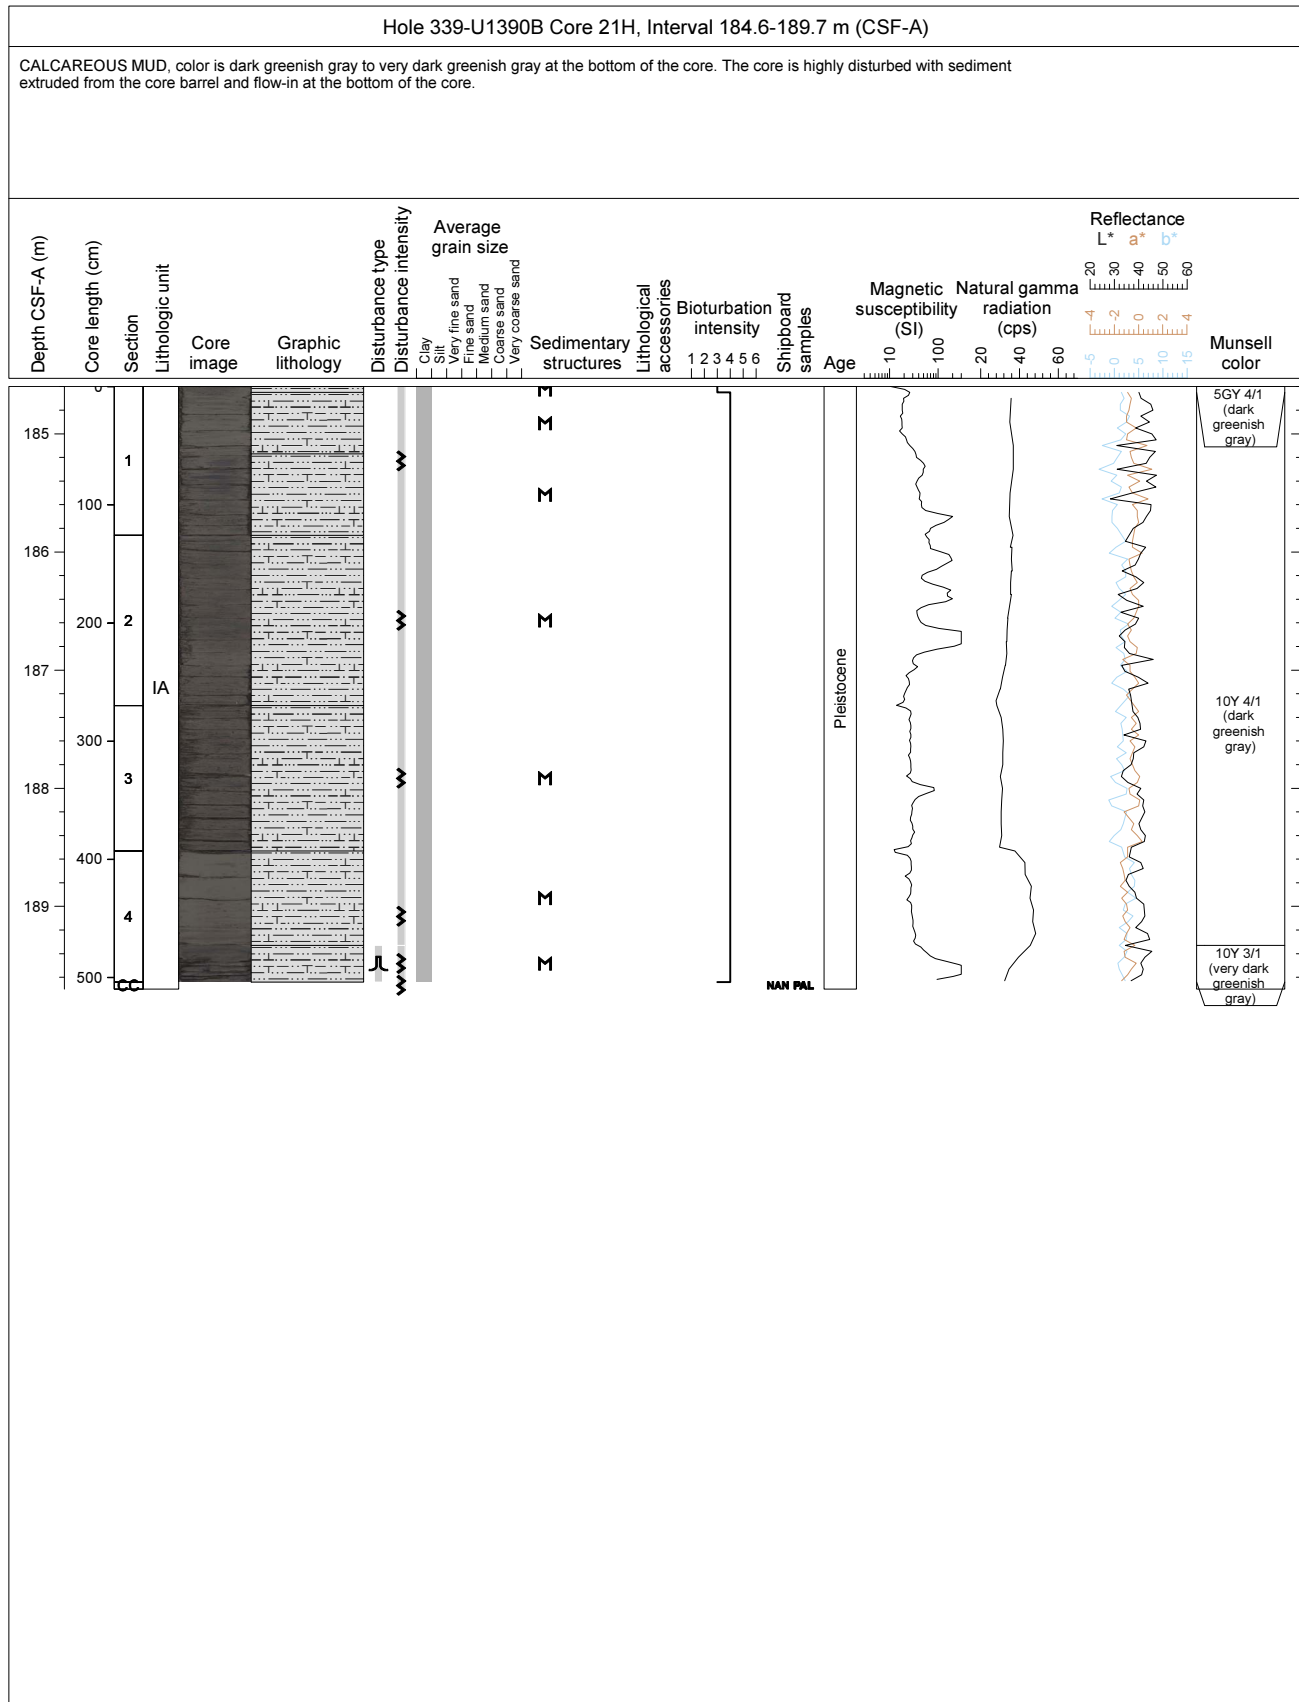 Hole 339-U1390B Core 21H, Interval 184.6-189.7 m (CSF-A)
CALCAREOUS MUD, color is dark greenish gray to very dark greenish gray at the bottom of the core. The core is highly disturbed with sediment
extruded from the core barrel and flow-in at the bottom of the core.
Depth CSF-A (m)
Core length (cm)
Section
Lithologic unit
Core
image
Graphic
lithology
Disturbance type
Disturbance intensity
Average
grain size
Clay
Silt
Very fine sand
Fine sand
Medium sand
Coarse sand
Very coarse sand
Sedimentary
structures
Lithological
accessories
Bioturbation
intensity
1 2 3 4 5 6
Shipboard
samples
Age
Magnetic
susceptibility
(SI)
10 100
Natural gamma
radiation
(cps)
20 40 60
Reflectance
L* a* b*
20 30 40 50 60
-4 -2 0 2 4
-5 0 5 10 15
Munsell
color
185
186
187
188
189
0
100
200
300
400
500
1
2
3
4
CC
IA
M
M
M
M
M
M
M
NAN PAL
Pleistocene
5GY 4/1
(dark
greenish
gray)
10Y 4/1
(dark
greenish
gray)
10Y 3/1
(very dark
greenish
gray)